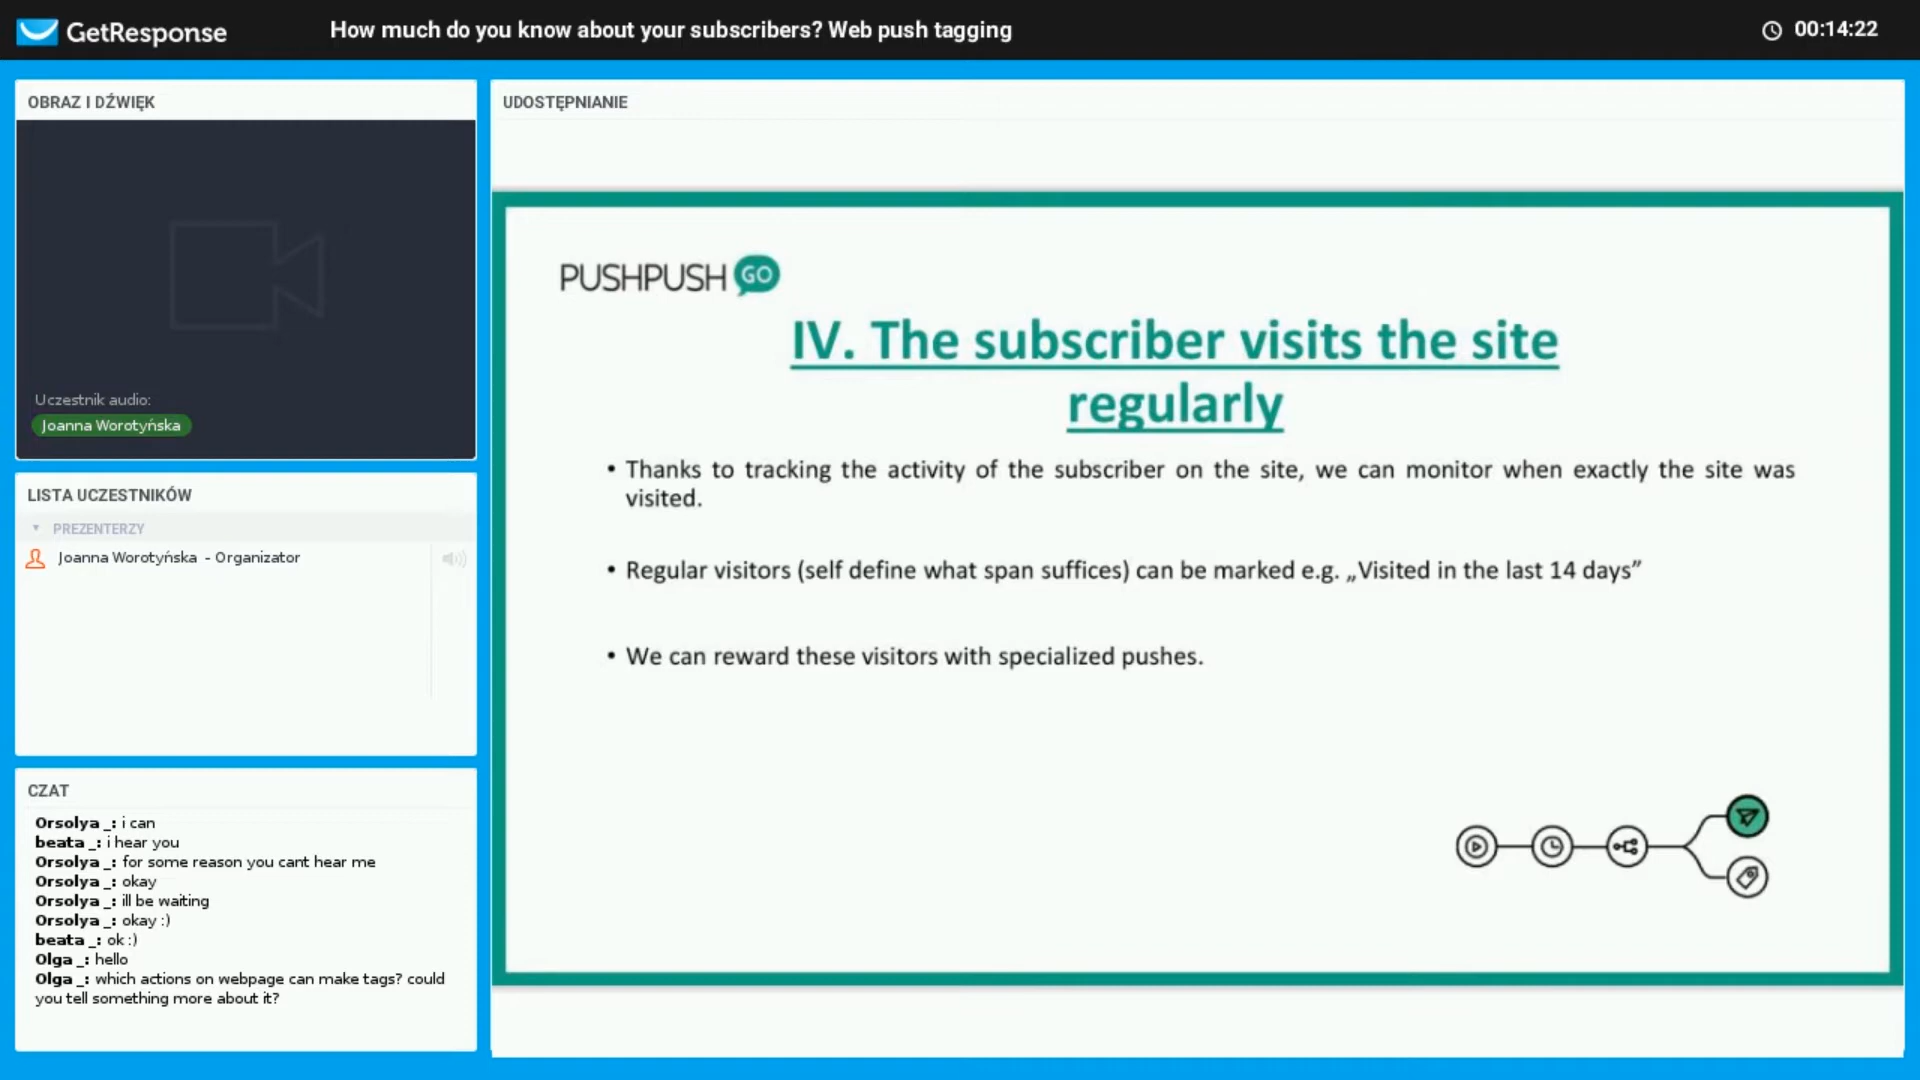 GetResponse
How much do you know about your subscribers? Web push tagging
00:14:22
OBRAZ I DŹWIĘK
Uczestnik audio:
Joanna Worotyńska
LISTA UCZESTNIKÓW
PREZENTERZY
Joanna Worotyńska - Organizator
CZAT
Orsolya _: i can
beata _: i hear you
Orsolya _: for some reason you cant hear me
Orsolya _: okay
Orsolya _: ill be waiting
Orsolya _: okay :)
beata _: ok :)
Olga _: hello
Olga _: which actions on webpage can make tags? could
you tell something more about it?
UDOSTĘPNIANIE
PUSHPUSH GO
IV. The subscriber visits the site
regularly
• Thanks to tracking the activity of the subscriber on the site, we can monitor when exactly the site was
visited.
• Regular visitors (self define what span suffices) can be marked e.g. „Visited in the last 14 days”
• We can reward these visitors with specialized pushes.